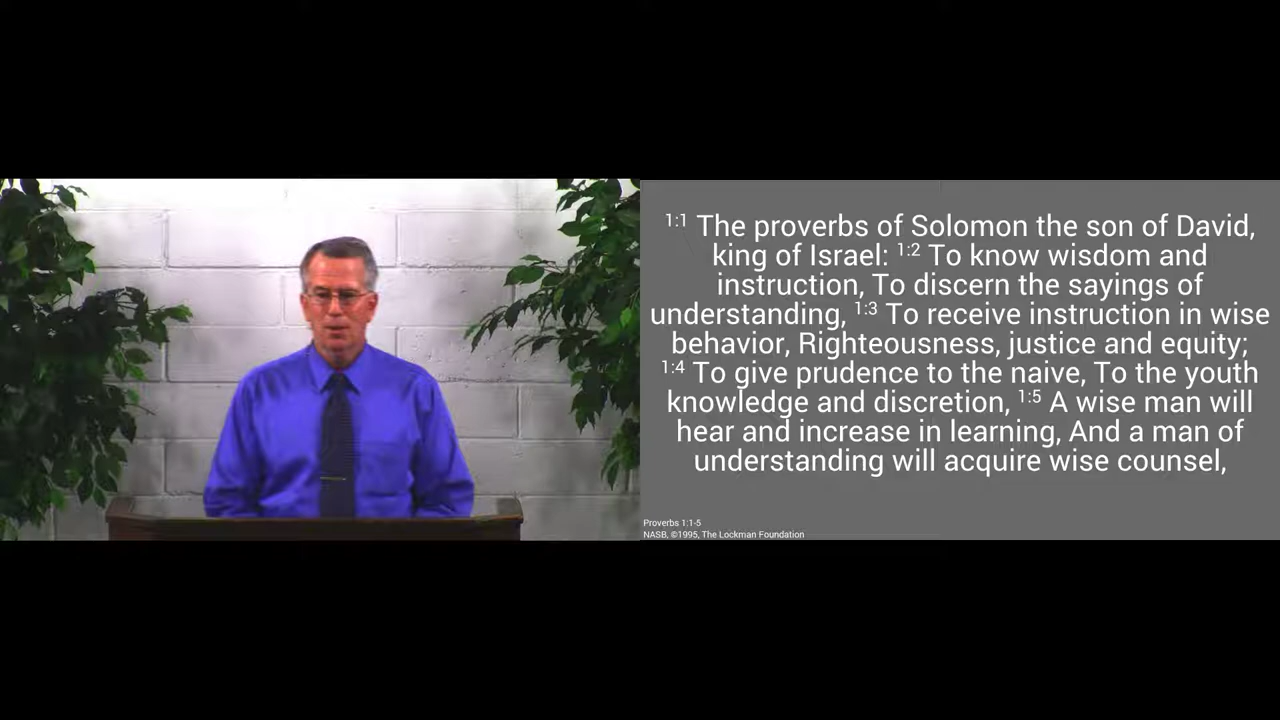 1:1 The proverbs of Solomon the son of David,
king of Israel: 1:2 To know wisdom and
instruction, To discern the sayings of
understanding, 1:3 To receive instruction in wise
behavior, Righteousness, justice and equity;
1:4 To give prudence to the naive, To the youth
knowledge and discretion, 1:5 A wise man will
hear and increase in learning, And a man of
understanding will acquire wise counsel,
Proverbs 1:1-5
NASB, ©1995, The Lockman Foundation